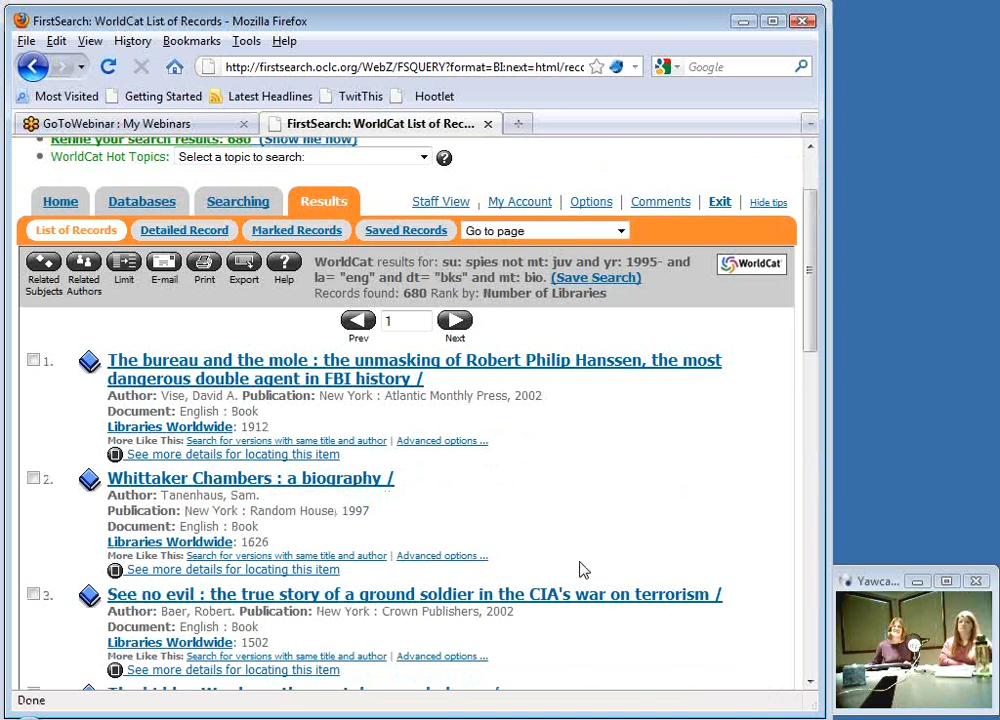 FirstSearch: WorldCat List of Records - Mozilla Firefox
File Edit View History Bookmarks Tools Help
http://firstsearch.oclc.org/WebZ/FSQUERY?format=BI:next=html/recc
Google
Most Visited Getting Started Latest Headlines TwitThis Hootlet
GoToWebinar : My Webinars
FirstSearch: WorldCat List of Rec...
Refine your search results: 680 (Show me how)
WorldCat Hot Topics: Select a topic to search:
Home Databases Searching Results Staff View My Account Options Comments Exit Hide tips
List of Records Detailed Record Marked Records Saved Records Go to page
Related Subjects Related Authors Limit E-mail Print Export Help
WorldCat results for: su: spies not mt: juv and yr: 1995- and
la= "eng" and dt= "bks" and mt: bio. (Save Search)
Records found: 680 Rank by: Number of Libraries
WorldCat
1
Prev Next
1. The bureau and the mole : the unmasking of Robert Philip Hanssen, the most
dangerous double agent in FBI history /
Author: Vise, David A. Publication: New York : Atlantic Monthly Press, 2002
Document: English : Book
Libraries Worldwide: 1912
More Like This: Search for versions with same title and author | Advanced options ...
See more details for locating this item
2. Whittaker Chambers : a biography /
Author: Tanenhaus, Sam.
Publication: New York : Random House, 1997
Document: English : Book
Libraries Worldwide: 1626
More Like This: Search for versions with same title and author | Advanced options ...
See more details for locating this item
3. See no evil : the true story of a ground soldier in the CIA's war on terrorism /
Author: Baer, Robert. Publication: New York : Crown Publishers, 2002
Document: English : Book
Libraries Worldwide: 1502
More Like This: Search for versions with same title and author | Advanced options ...
See more details for locating this item
Done
Yawca...